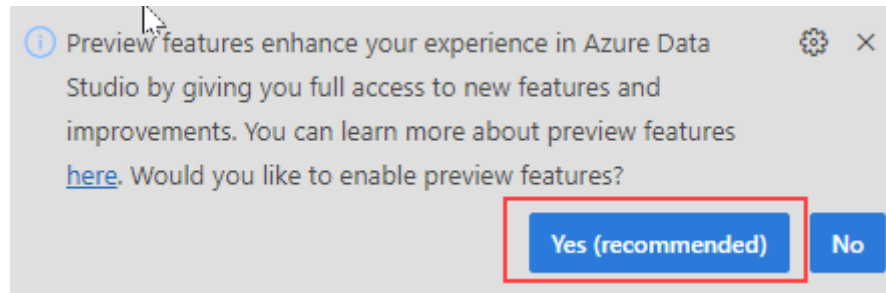 Preview features enhance your experience in Azure Data
Studio by giving you full access to new features and
improvements. You can learn more about preview features
here. Would you like to enable preview features?
Yes (recommended)
No